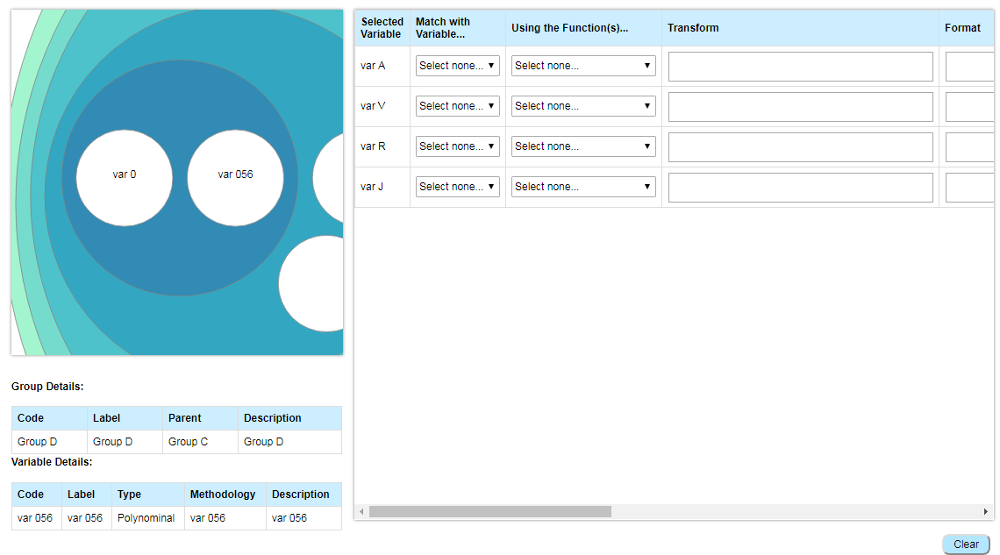 var 0
var 056
Group Details:
Code Label Parent Description
Group D Group D Group C Group D
Variable Details:
Code Label Type Methodology Description
var 056 var 056 Polynominal var 056 var 056
Selected Variable Match with Variable... Using the Function(s)... Transform Format
var A Select none... Select none...
var V Select none... Select none...
var R Select none... Select none...
var J Select none... Select none...
Clear